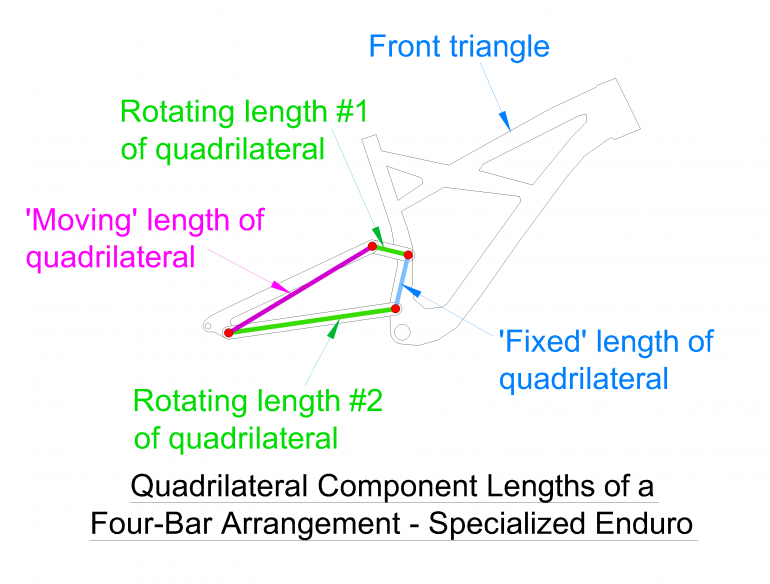 Front triangle
Rotating length #1
of quadrilateral
'Moving' length of
quadrilateral
'Fixed' length of
quadrilateral
Rotating length #2
of quadrilateral
Quadrilateral Component Lengths of a
Four-Bar Arrangement - Specialized Enduro